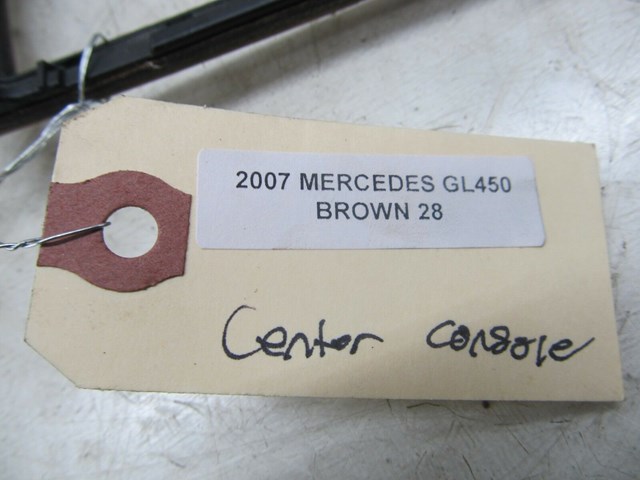 2007 MERCEDES GL450
BROWN 28
Center console